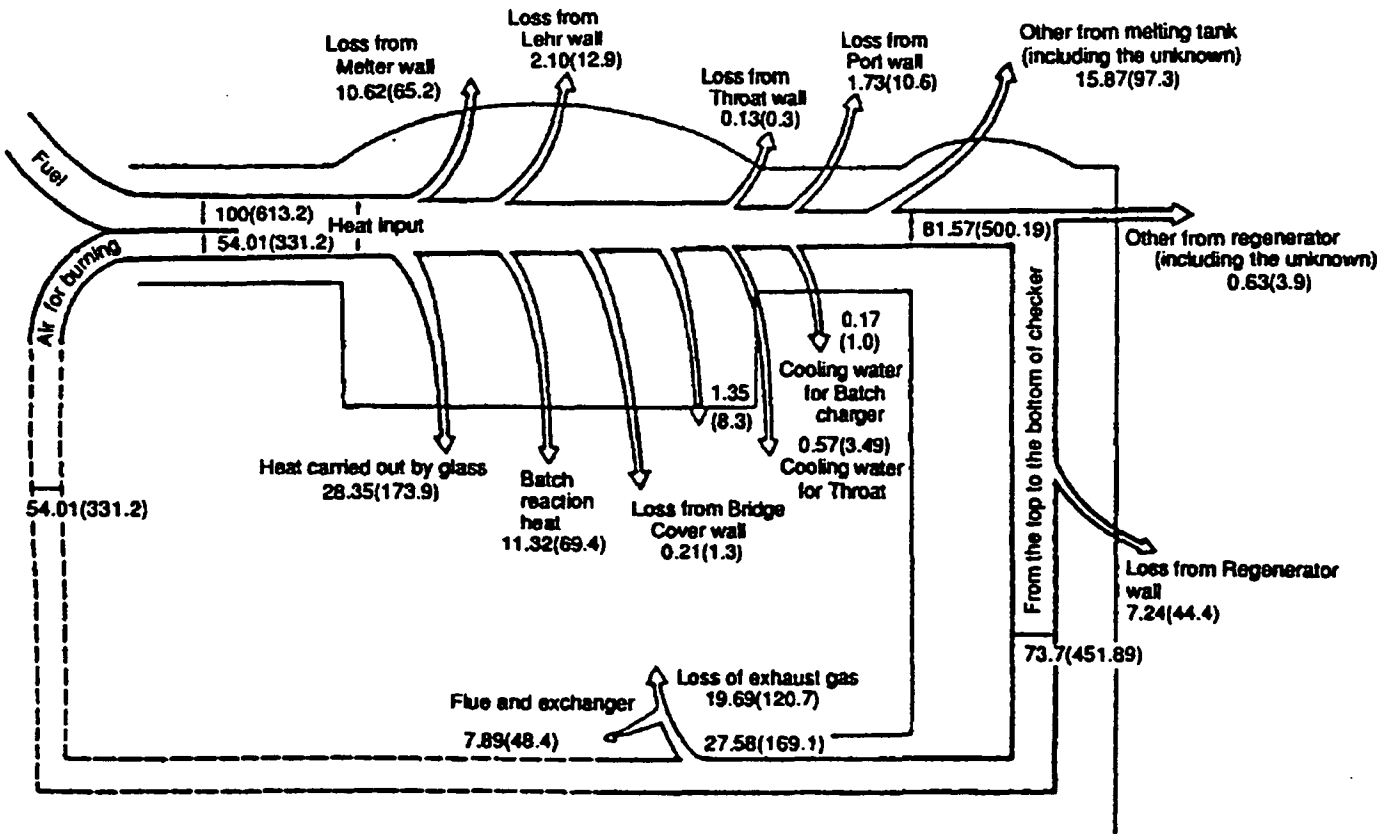 Loss from
Melter wall
10.62(65.2)
Loss from
Lehr wall
2.10(12.9)
Loss from
Throat wall
0.13(0.3)
Loss from
Port wall
1.73(10.6)
Other from melting tank
(including the unknown)
15.87(97.3)
Fuel
Air for burning
100(613.2)
54.01(331.2)
Heat input
81.57(500.19)
Other from regenerator
(including the unknown)
0.63(3.9)
0.17
(1.0)
Cooling water
for Batch
charger
1.35
(8.3)
0.57(3.49)
Cooling water
for Throat
Heat carried out by glass
28.35(173.9)
Batch
reaction
heat
11.32(69.4)
Loss from Bridge
Cover wall
0.21(1.3)
54.01(331.2)
From the top to the bottom of checker
Loss from Regenerator
wall
7.24(44.4)
73.7(451.89)
Loss of exhaust gas
19.69(120.7)
Flue and exchanger
7.89(48.4)
27.58(169.1)